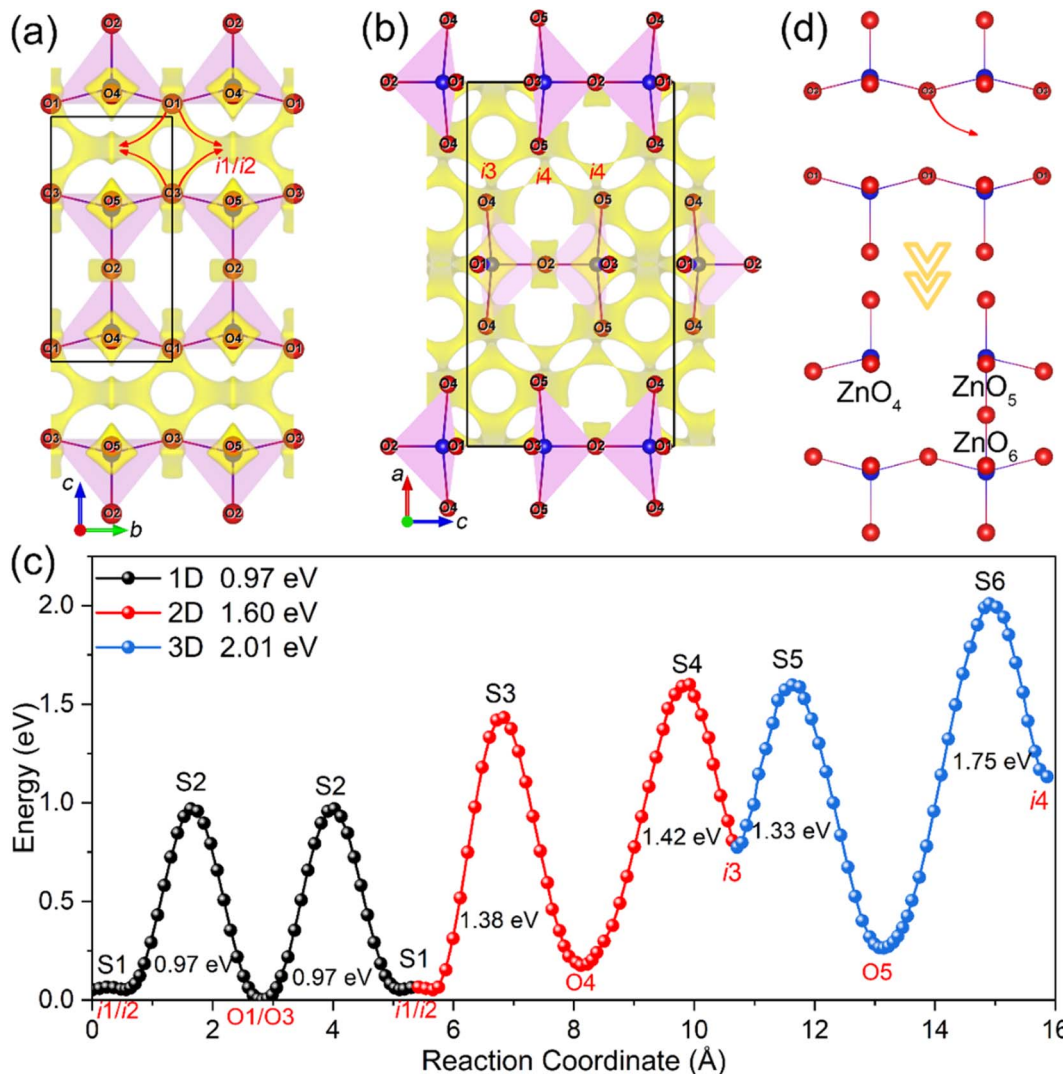 (a)
O2 O2
O1 O4 O1 O4 O1
i1/i2
O3 O5 O3 O5 O3
O2 O2
O1 O4 O1 O4 O1
O3 O5 O3 O5 O3
O2 O2
c
b
(b)
O4 O5 O4
O2 O1 O3 O2 O1
O4 O5 O4
i3 i4 i4
O4 O5 O4
O1 O2 O3 O1 O2
O4 O5 O4
O4 O5 O4
O2 O1 O3 O2 O1
O4 O5 O4
a
c
(d)
O3 O3 O3
O1 O1 O1
ZnO4 ZnO5
ZnO6
(c)
1D 0.97 eV
2D 1.60 eV
3D 2.01 eV
S1 S2 S2 S1 S3 S4 S5 S6
0.97 eV 0.97 eV 1.38 eV 1.42 eV 1.33 eV 1.75 eV
i1/i2 O1/O3 i1/i2 O4 i3 O5 i4
Energy (eV)
2.0
1.5
1.0
0.5
0.0
0 2 4 6 8 10 12 14 16
Reaction Coordinate (Å)